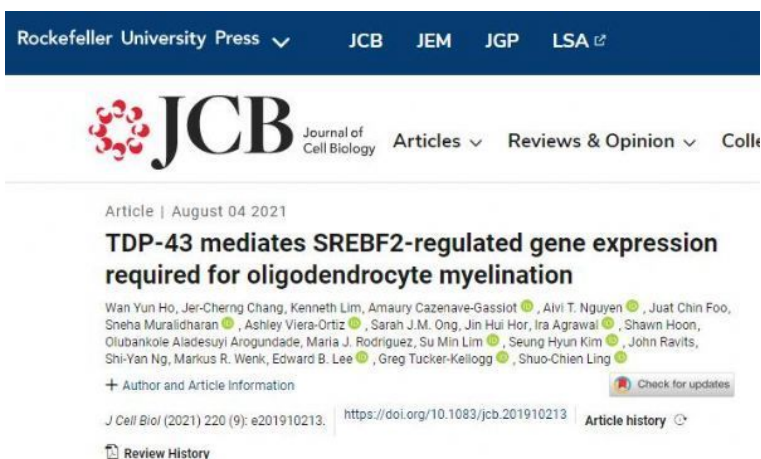 Rockefeller University Press JCB JEM JGP LSA
JCB Journal of Cell Biology Articles Reviews & Opinion Colle
Article | August 04 2021
TDP-43 mediates SREBF2-regulated gene expression
required for oligodendrocyte myelination
Wan Yun Ho, Jer-Cherng Chang, Kenneth Lim, Amaury Cazenave-Gassiot, Aivi T. Nguyen, Juat Chin Foo,
Sneha Muralidharan, Ashley Viera-Ortiz, Sarah J.M. Ong, Jin Hui Hor, Ira Agrawal, Shawn Hoon,
Olubankole Aladesuyi Arogundade, Maria J. Rodriguez, Su Min Lim, Seung Hyun Kim, John Ravits,
Shi-Yan Ng, Markus R. Wenk, Edward B. Lee, Greg Tucker-Kellogg, Shuo-Chien Ling
+ Author and Article Information
Check for updates
J Cell Biol (2021) 220 (9): e201910213. https://doi.org/10.1083/jcb.201910213 Article history
Review History